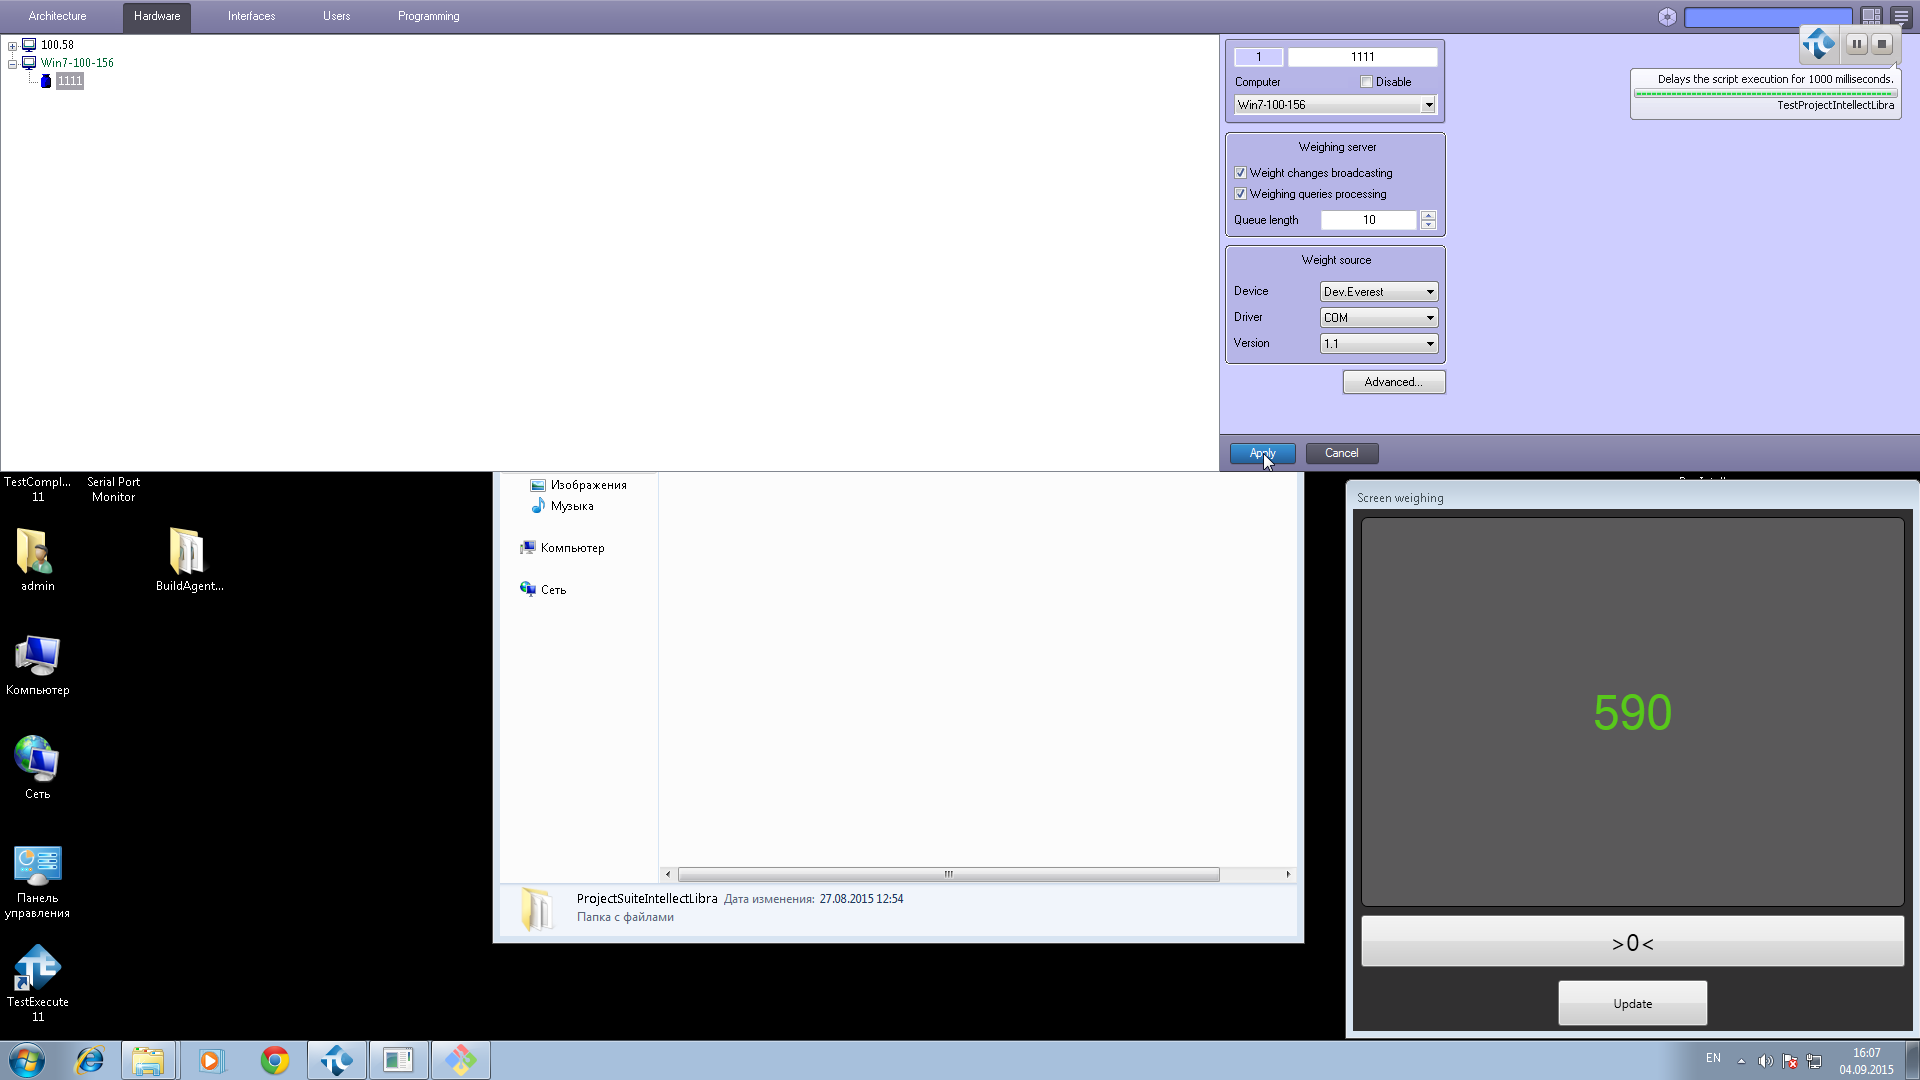 Architecture
Hardware
Interfaces
Users
Programming
100.58
Win7-100-156
1111
1
1111
Computer
Disable
Win7-100-156
Weighing server
Weight changes broadcasting
Weighing queries processing
Queue length
10
Weight source
Device
Dev.Everest
Driver
COM
Version
1.1
Advanced...
Apply
Cancel
Delays the script execution for 1000 milliseconds.
TestProjectIntellectLibra
TestCompl...
11
Serial Port
Monitor
admin
BuildAgent...
Компьютер
Сеть
Панель
управления
TestExecute
11
Изображения
Музыка
Компьютер
Сеть
ProjectSuiteIntellectLibra Дата изменения: 27.08.2015 12:54
Папка с файлами
Screen weighing
590
>0<
Update
EN
16:07
04.09.2015